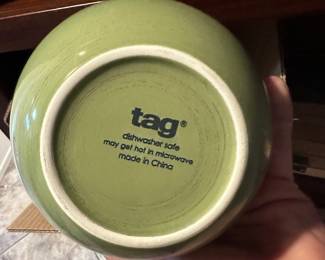 tag®
dishwasher safe
may get hot in microwave
made in China